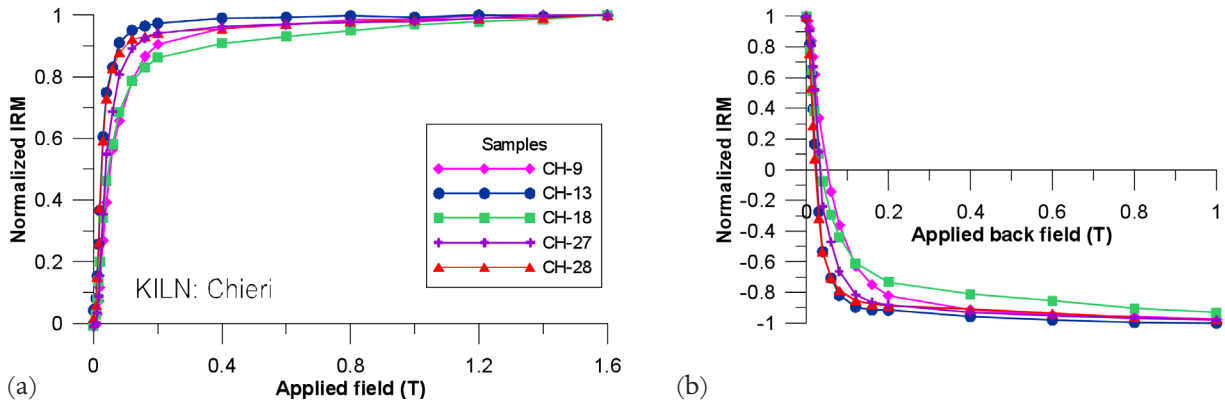 1
0.8
0.6
0.4
0.2
0
Normalized IRM
Samples
CH-9
CH-13
CH-18
CH-27
CH-28
KILN: Chieri
0 0.4 0.8 1.2 1.6
Applied field (T)
(a)
1
0.8
0.6
0.4
0.2
0
-0.2
-0.4
-0.6
-0.8
-1
Normalized IRM
0 0.2 0.4 0.6 0.8 1
Applied back field (T)
(b)